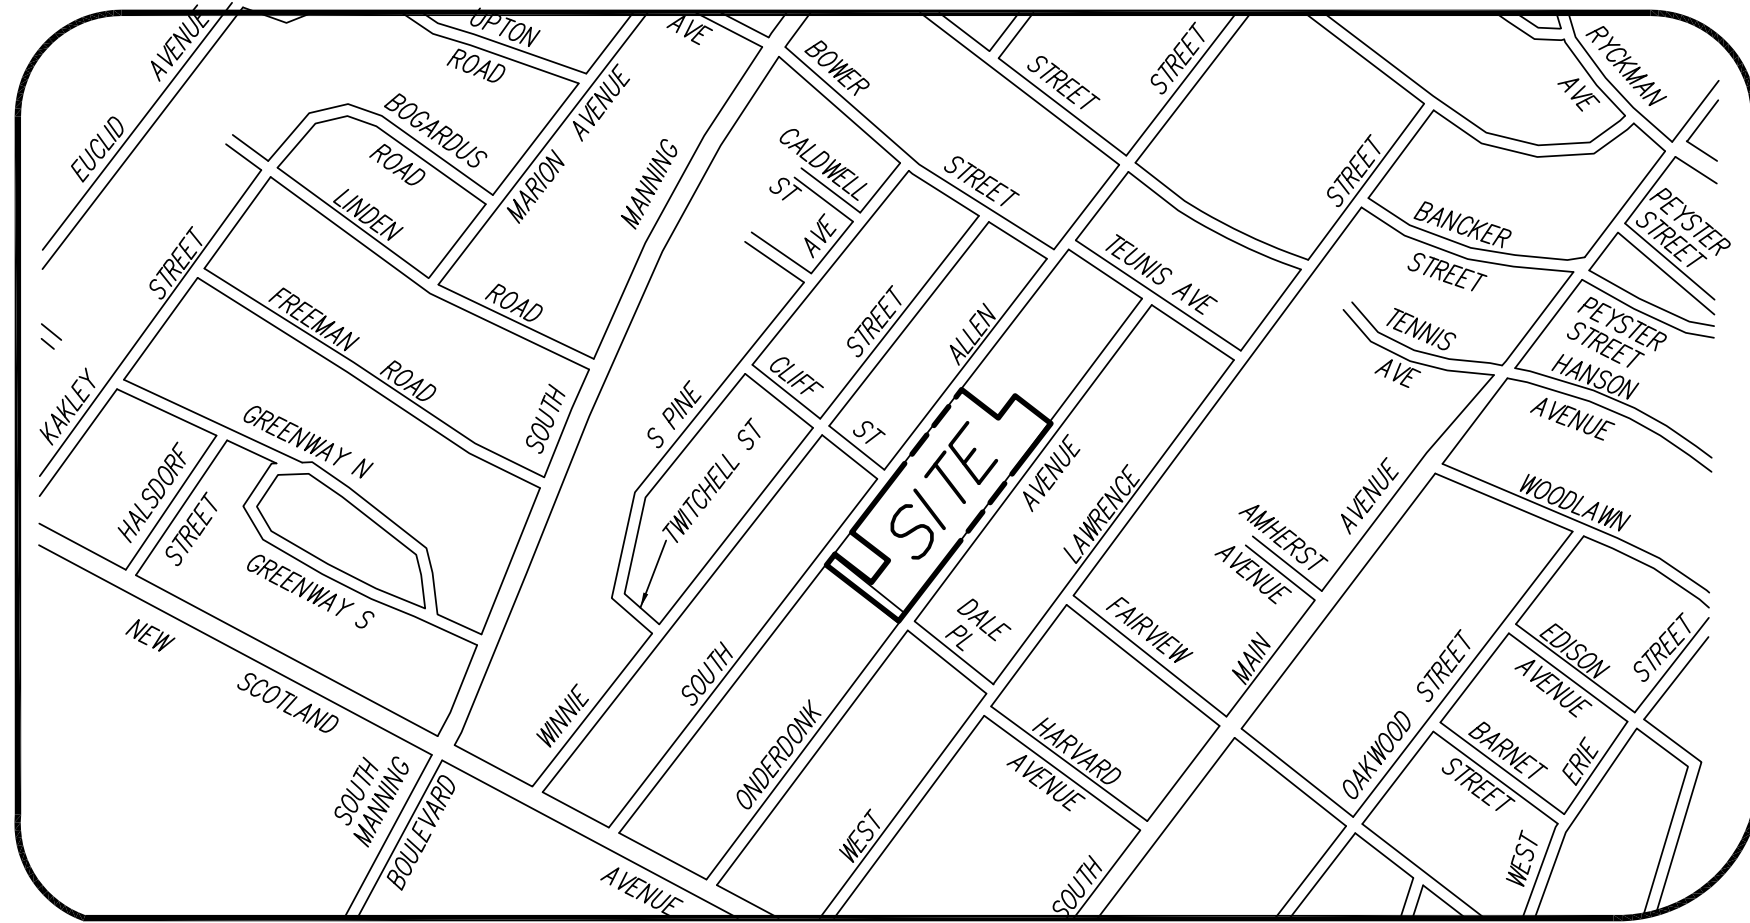 UPTON
ROAD
AVENUE
EUCLID
AVE
BOWER
STREET
STREET
RYCKMAN
AVE
BOGARDUS
ROAD
MARION AVENUE
MANNING
CALDWELL
ST
AVE
STREET
LINDEN
ROAD
STREET
STREET
BANCKER
STREET
PEYSTER
STREET
TEUNIS AVE
FREEMAN ROAD
STREET
ALLEN
TENNIS
AVE
PEYSTER
STREET
HANSON
AVENUE
KAKLEY
SOUTH
S PINE
CLIFF
ST
GREENWAY N
HALSDORF
STREET
TWITCHELL ST
SITE
AVENUE
LAWRENCE
AMHERST
AVENUE
AVENUE
WOODLAWN
GREENWAY S
NEW
SCOTLAND
DALE
PL
FAIRVIEW
MAIN
EDISON
AVENUE
STREET
STREET
SOUTH
WINNIE
ONDERDONK
HARVARD
AVENUE
OAKWOOD
BARNET
STREET
ERIE
SOUTH
MANNING
BOULEVARD
AVENUE
WEST
SOUTH
WEST